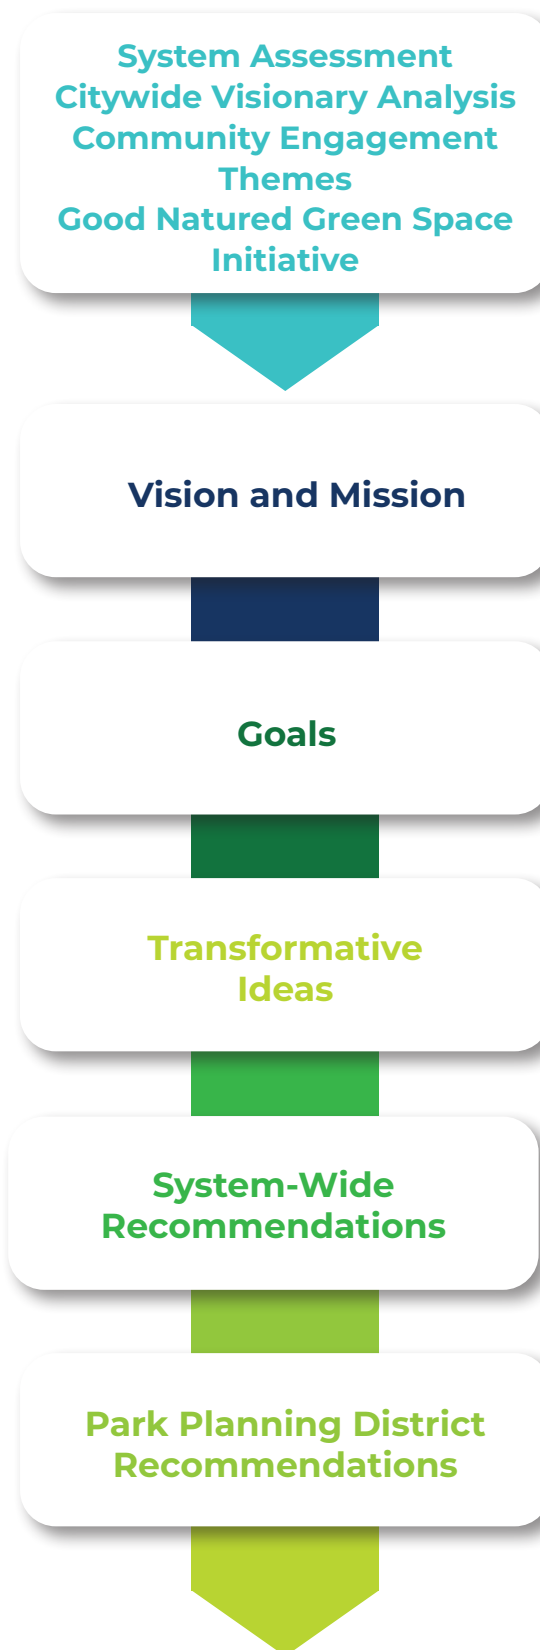 System Assessment
Citywide Visionary Analysis
Community Engagement
Themes
Good Natured Green Space
Initiative
Vision and Mission
Goals
Transformative
Ideas
System-Wide
Recommendations
Park Planning District
Recommendations